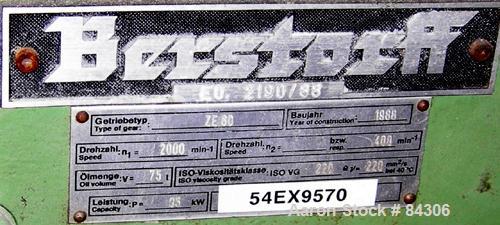 Berstorff
EO. 2190/88
Getriebetyp ZE 80 Baujahr 1988
Type of gear: Year of construction:
Drehzahl: n1 = 2000 min-1 Drehzahl: n2 = bzw. 400 min-1
Speed Speed resp.
Ölmenge: V= 75 l ISO-Viskositätsklasse ISO VG 220 220 mm²/s
Oil volume ISO viscosity grade bei 40 °C
Leistung: P= kW 54EX9570
Capacity
Aaron Stock # 84306